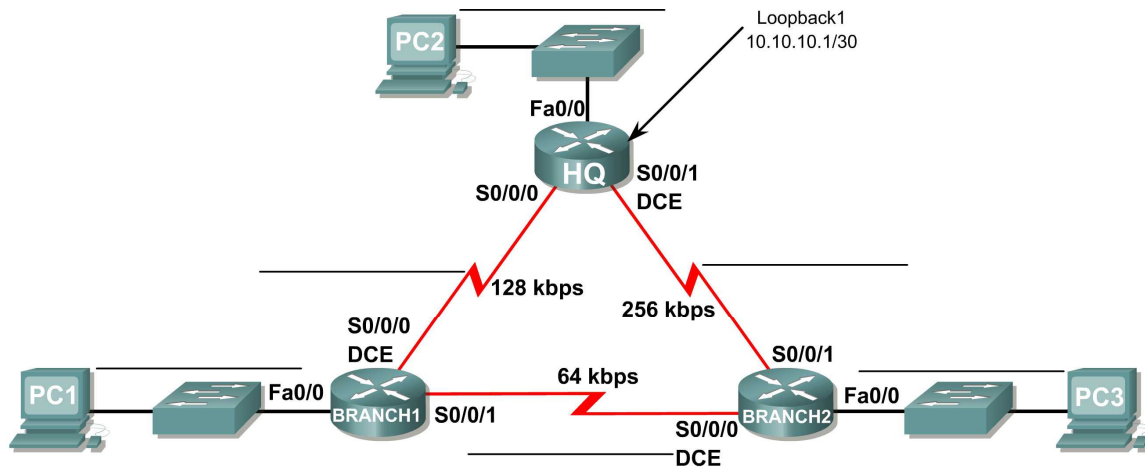 Loopback1
10.10.10.1/30
PC2
Fa0/0
HQ
S0/0/0
S0/0/1
DCE
128 kbps
256 kbps
S0/0/0
DCE
S0/0/1
PC1
Fa0/0
BRANCH1
S0/0/1
64 kbps
S0/0/0
DCE
BRANCH2
Fa0/0
PC3